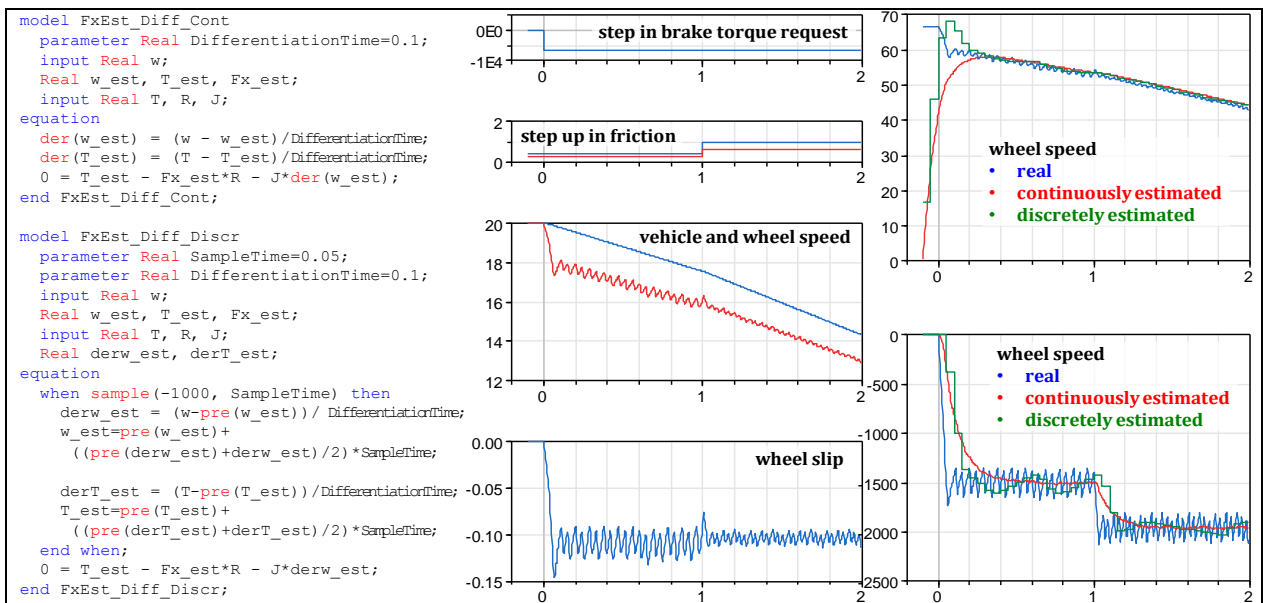 model FxEst_Diff_Cont
parameter Real DifferentiationTime=0.1;
input Real w;
Real w_est, T_est, Fx_est;
input Real T, R, J;
equation
der(w_est) = (w - w_est)/DifferentiationTime;
der(T_est) = (T - T_est)/DifferentiationTime;
0 = T_est - Fx_est*R - J*der(w_est);
end FxEst_Diff_Cont;
model FxEst_Diff_Discr
parameter Real SampleTime=0.05;
parameter Real DifferentiationTime=0.1;
input Real w;
Real w_est, T_est, Fx_est;
input Real T, R, J;
Real derw_est, derT_est;
equation
when sample(-1000, SampleTime) then
derw_est = (w-pre(w_est))/ DifferentiationTime;
w_est=pre(w_est)+
((pre(derw_est)+derw_est)/2)*SampleTime;
derT_est = (T-pre(T_est))/DifferentiationTime;
T_est=pre(T_est)+
((pre(derT_est)+derT_est)/2)*SampleTime;
end when;
0 = T_est - Fx_est*R - J*derw_est;
end FxEst_Diff_Discr;
0E0
step in brake torque request
-1E4
0 1 2
2
step up in friction
0
0 1 2
20
vehicle and wheel speed
18
16
14
12
0 1 2
0.00
wheel slip
-0.05
-0.10
-0.15
0 1 2
70
60
50
40
wheel speed
• real
30
• continuously estimated
• discretely estimated
20
10
0
0 1 2
0
wheel speed
• real
-500
• continuously estimated
• discretely estimated
-1000
-1500
2000
2500
0 1 2